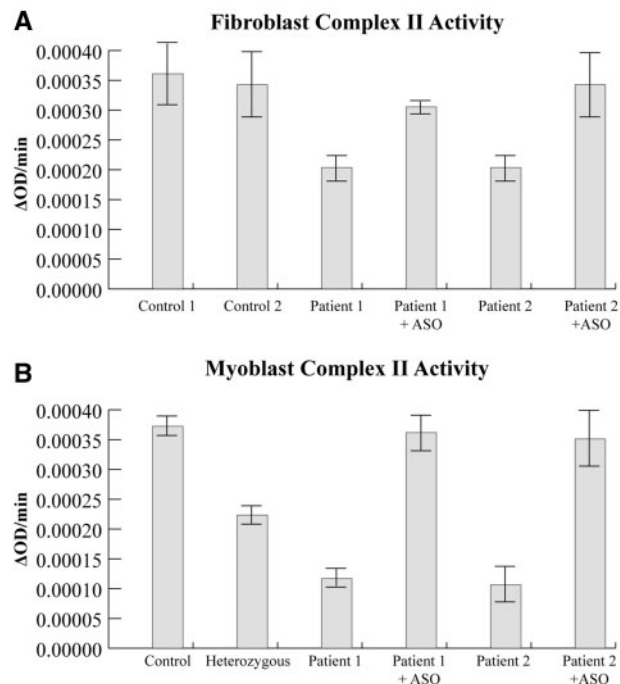 A
Fibroblast Complex II Activity
ΔOD/min
0.00040
0.00035
0.00030
0.00025
0.00020
0.00015
0.00010
0.00005
0.00000
Control 1 Control 2 Patient 1 Patient 1 Patient 2 Patient 2
+ ASO +ASO
B
Myoblast Complex II Activity
ΔOD/min
0.00040
0.00035
0.00030
0.00025
0.00020
0.00015
0.00010
0.00005
0.00000
Control Heterozygous Patient 1 Patient 1 Patient 2 Patient 2
+ ASO +ASO